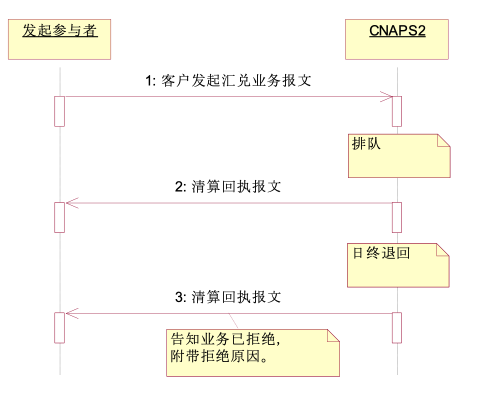 发起参与者
CNAPS2
1: 客户发起汇兑业务报文
排队
2: 清算回执报文
日终退回
3: 清算回执报文
告知业务已拒绝，
附带拒绝原因。